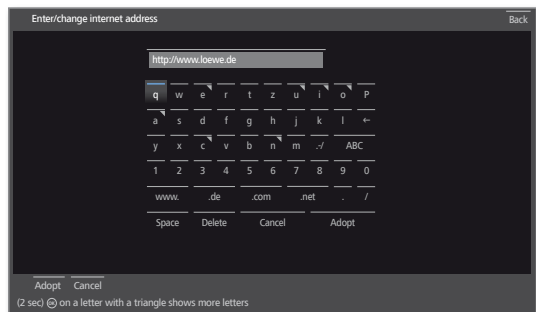 Enter/change internet address Back
http://www.loewe.de
q w e r t z u i o P
a s d f g h j k l ←
y x c v b n m .-/ ABC
1 2 3 4 5 6 7 8 9 0
www. .de .com .net . /
Space Delete Cancel Adopt
Adopt Cancel
(2 sec) OK on a letter with a triangle shows more letters